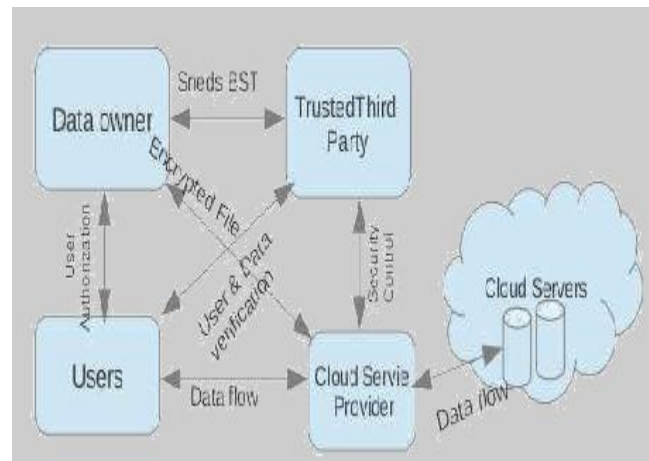 Sneds BST
Data owner
TrustedThird
Party
Encrypted File
User
Authorization
User & Data
verification
Security
Control
Cloud Servers
Users
Data flow
Cloud Servie
Provider
Data flow